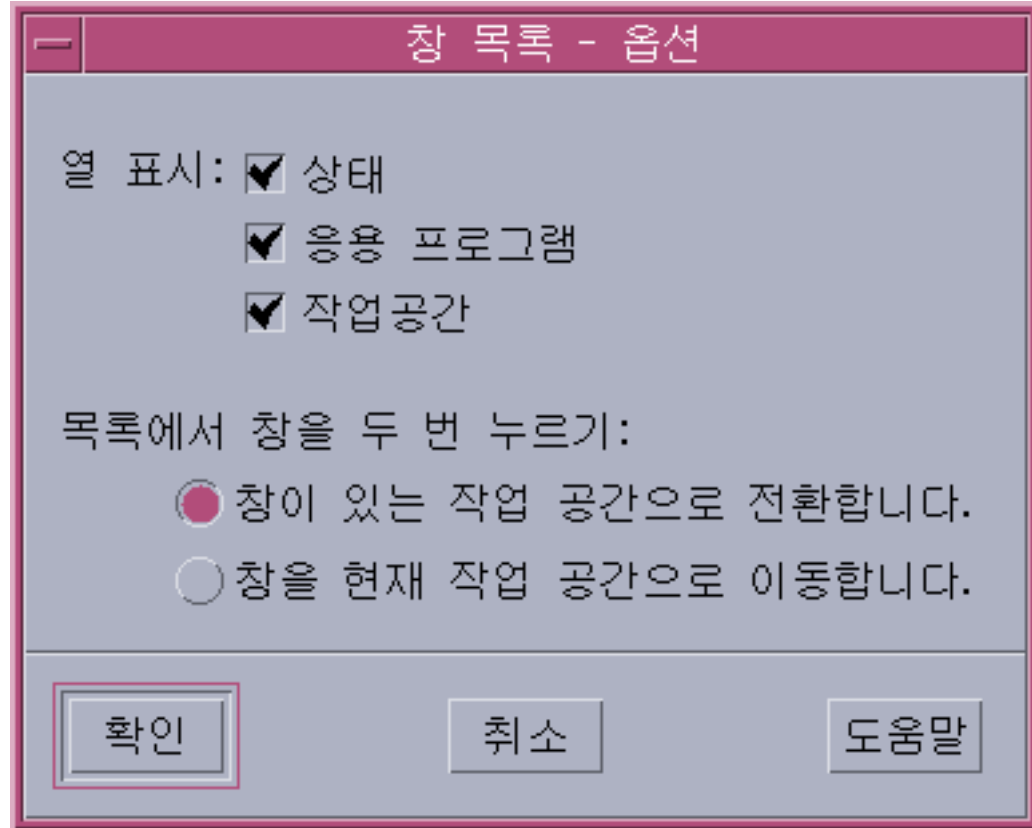 창 목록 - 옵션
열 표시: 상태
응용 프로그램
작업공간
목록에서 창을 두 번 누르기:
창이 있는 작업 공간으로 전환합니다.
창을 현재 작업 공간으로 이동합니다.
확인 취소 도움말